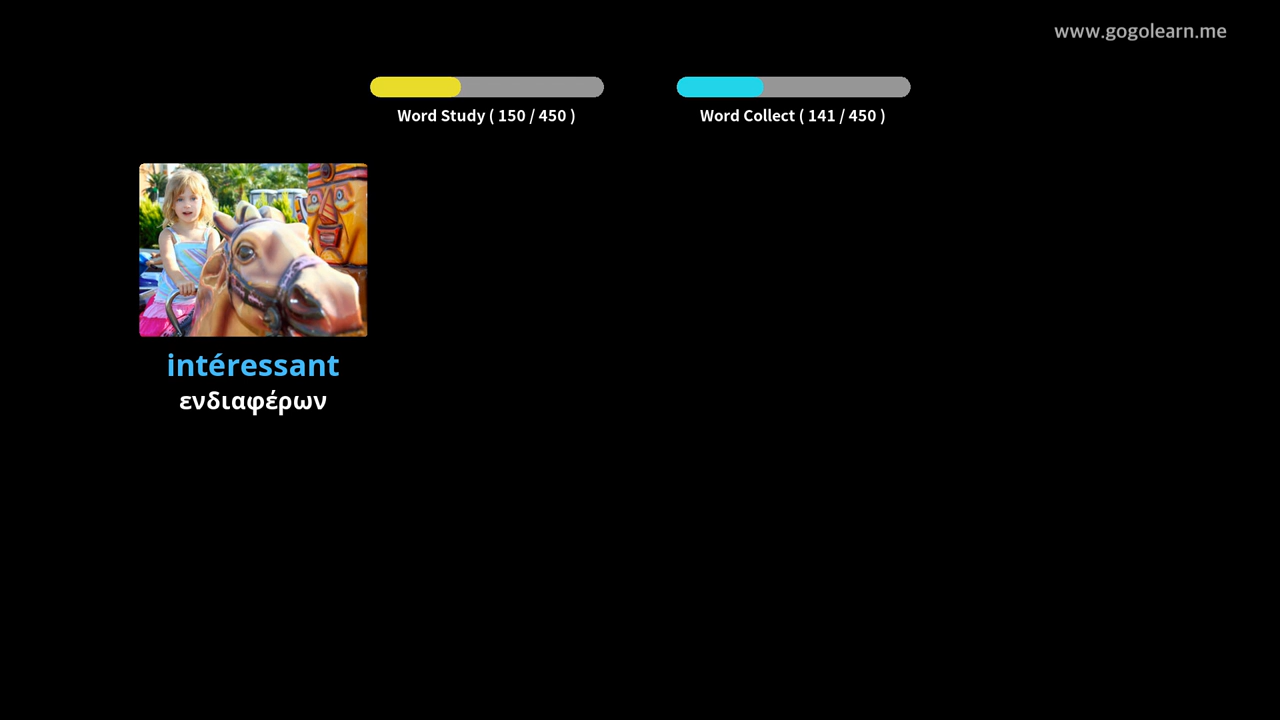 www.gogolearn.me
Word Study ( 150 / 450 )
Word Collect ( 141 / 450 )
intéressant
ενδιαφέρων